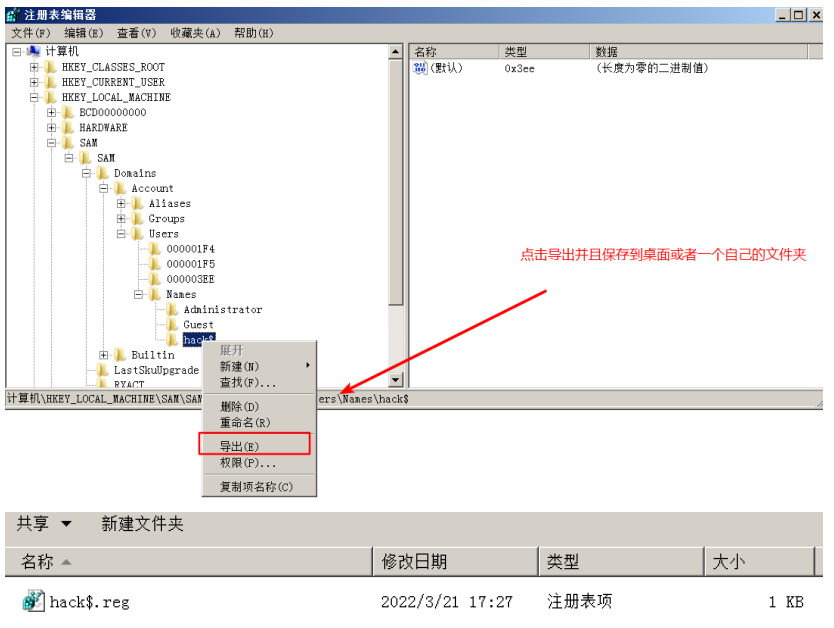 注册表编辑器
文件(F) 编辑(E) 查看(V) 收藏夹(A) 帮助(H)
计算机
HKEY_CLASSES_ROOT
HKEY_CURRENT_USER
HKEY_LOCAL_MACHINE
BCD00000000
HARDWARE
SAM
SAM
Domains
Account
Aliases
Groups
Users
000001F4
000001F5
000003EE
Names
Administrator
Guest
hack$
Builtin
LastSkuUpgrade
RXACT
名称 类型 数据
(默认) 0x3ee (长度为零的二进制值)
点击导出并且保存到桌面或者一个自己的文件夹
展开
新建(N)
查找(F)...
删除(D)
重命名(R)
导出(E)
权限(P)...
复制项名称(C)
计算机\HKEY_LOCAL_MACHINE\SAM\SAM ers\Names\hack$
共享 新建文件夹
名称 修改日期 类型 大小
hack$.reg 2022/3/21 17:27 注册表项 1 KB